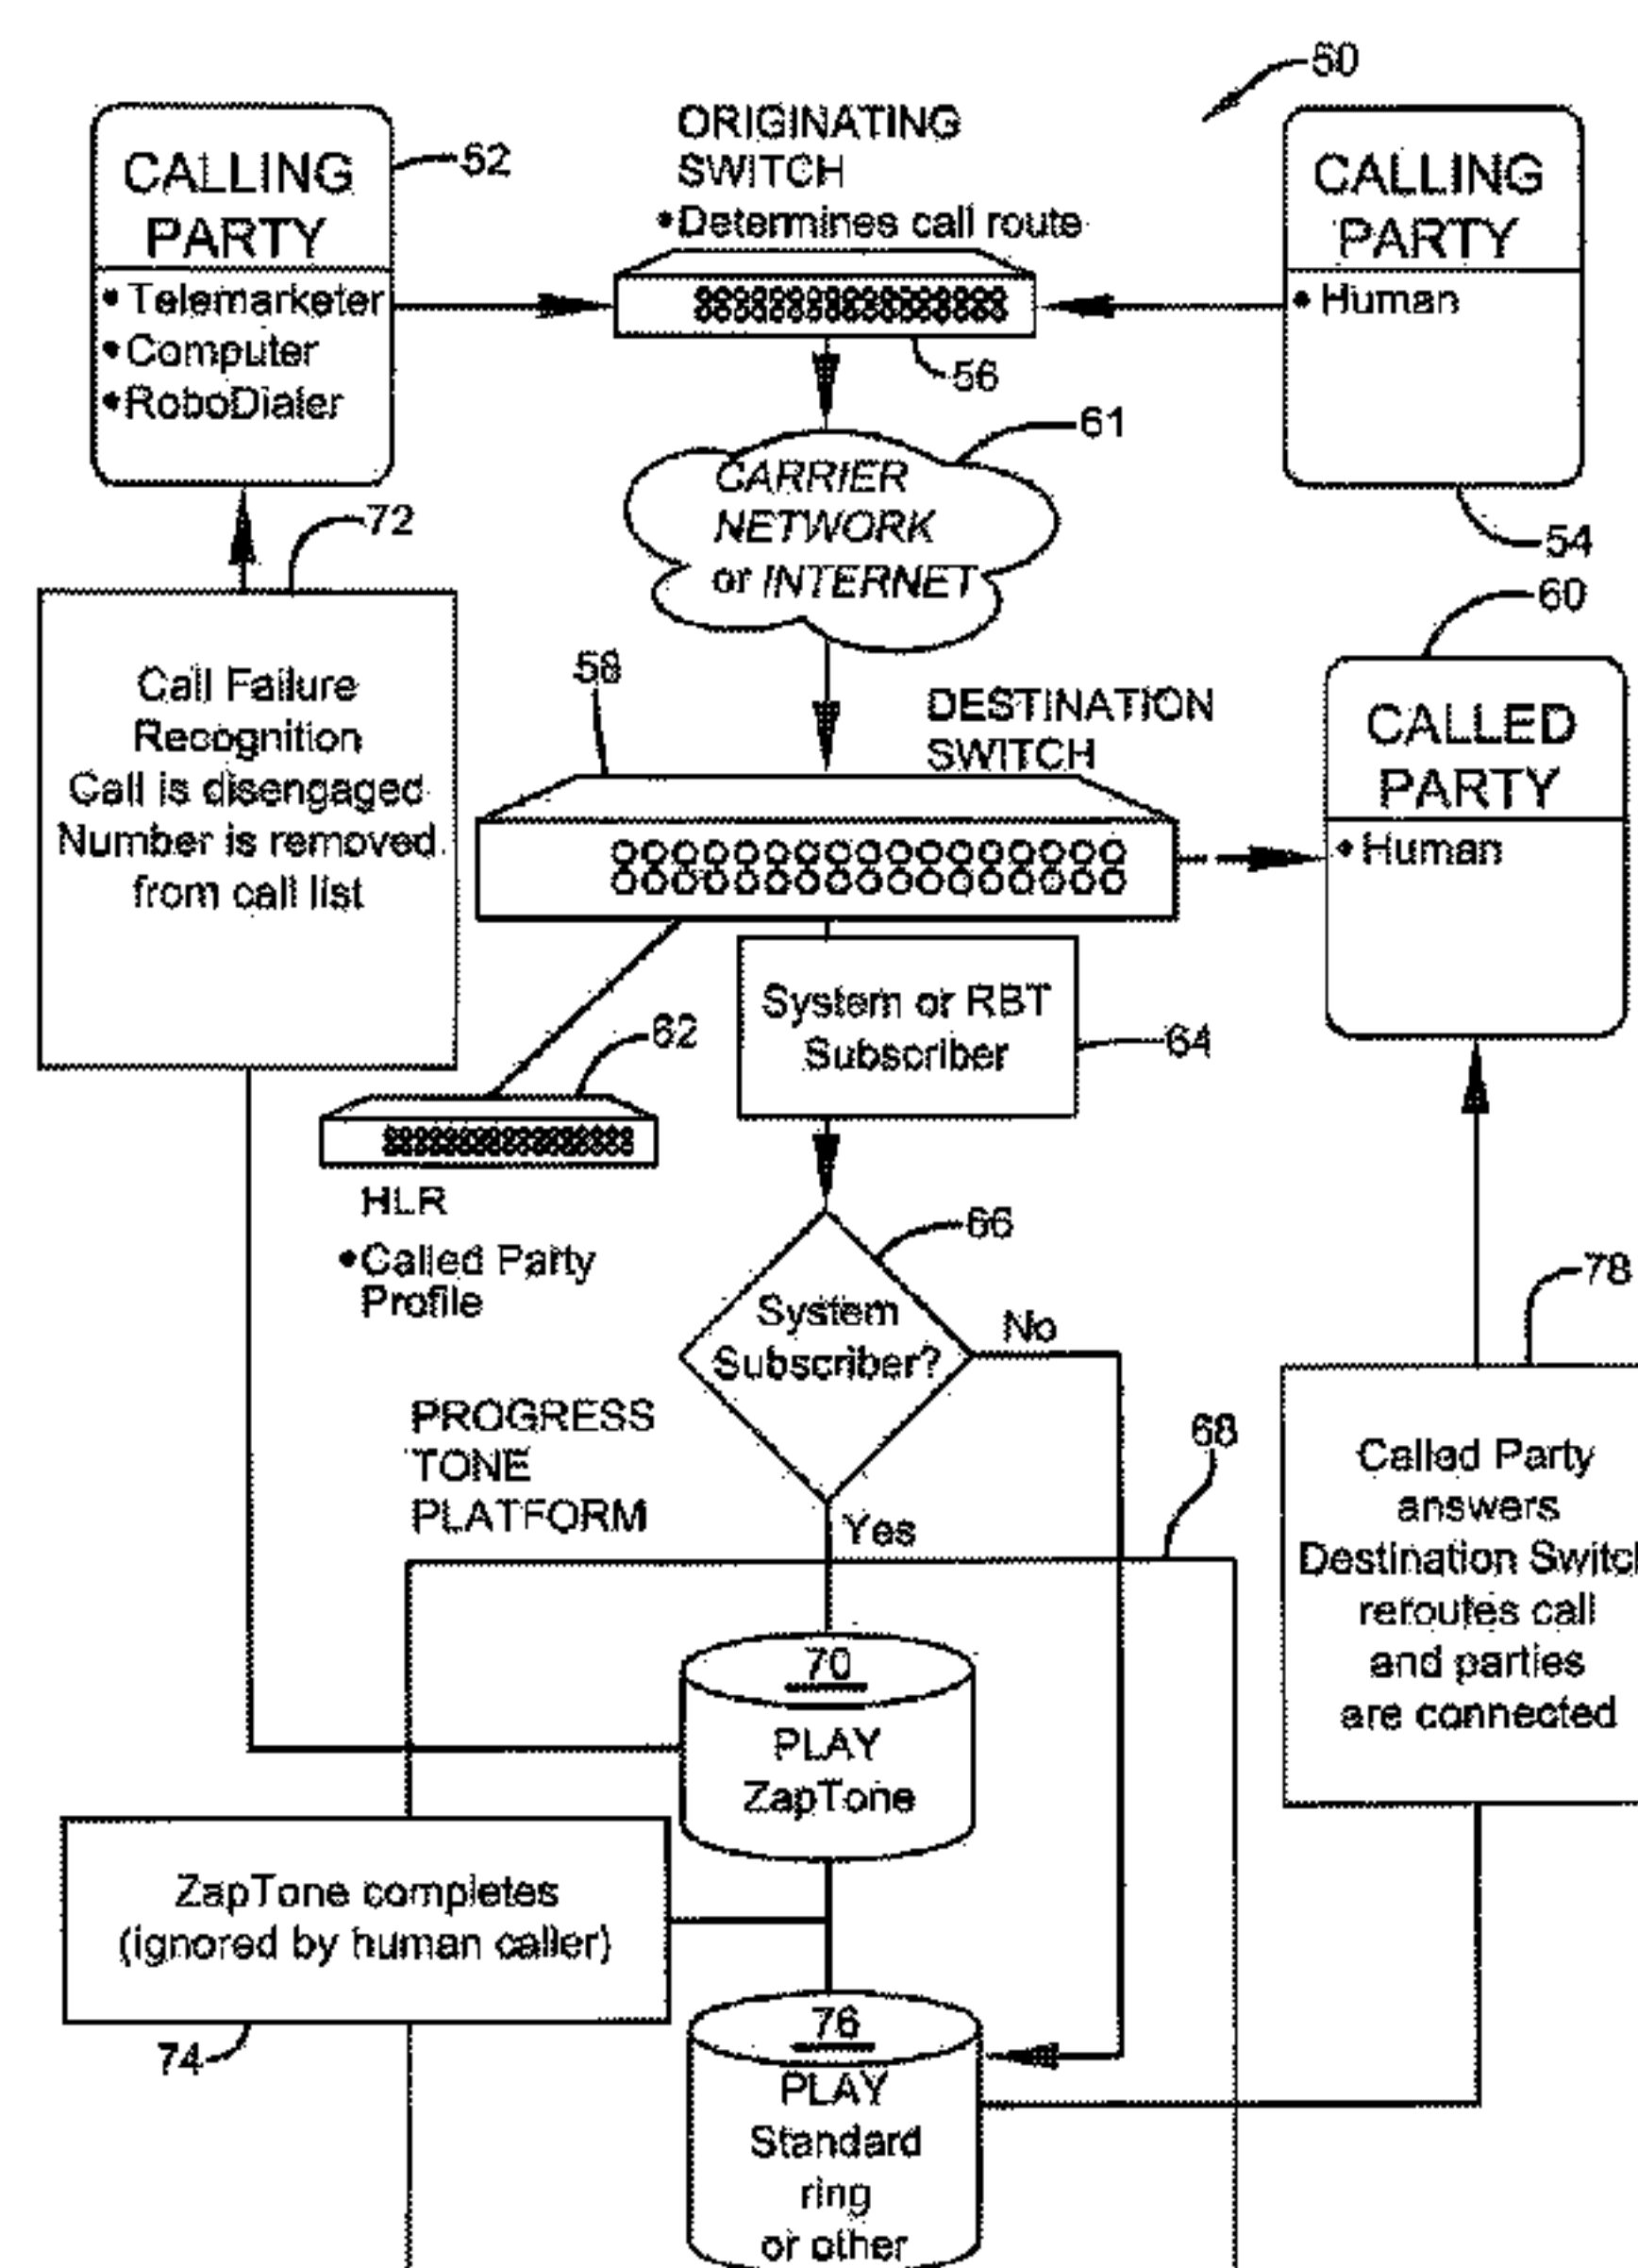 50
CALLING
PARTY
• Telemarketer
• Computer
• RoboDialer
52
ORIGINATING
SWITCH
• Determines call route
56
CALLING
PARTY
• Human
54
61
CARRIER
NETWORK
or INTERNET
72
Call Failure
Recognition
Call is disengaged
Number is removed
from call list
58
DESTINATION
SWITCH
60
CALLED
PARTY
• Human
62
HLR
• Called Party
Profile
System or RBT
Subscriber
64
66
System
Subscriber?
No
Yes
PROGRESS
TONE
PLATFORM
68
78
Called Party
answers
Destination Switch
reroutes call
and parties
are connected
70
PLAY
ZapTone
ZapTone completes
(ignored by human caller)
74
76
PLAY
Standard
ring
or other